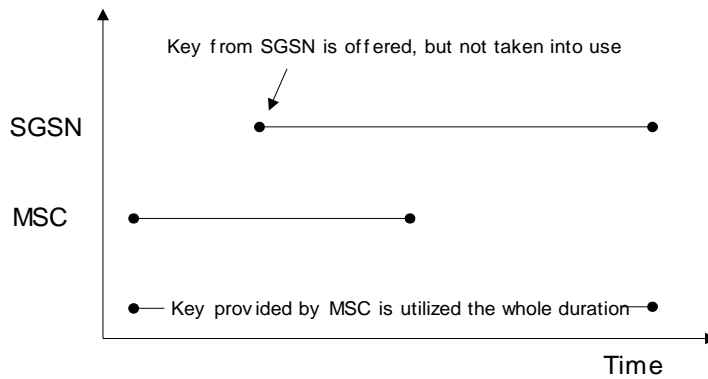 Key from SGSN is offered, but not taken into use
SGSN
MSC
Key provided by MSC is utilized the whole duration
Time